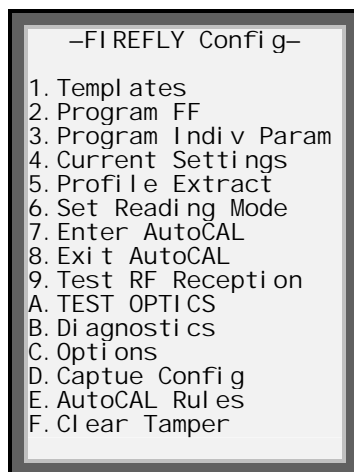 —FIREFLY Config—
1. Templates
2. Program FF
3. Program Indiv Param
4. Current Settings
5. Profile Extract
6. Set Reading Mode
7. Enter AutoCAL
8. Exit AutoCAL
9. Test RF Reception
A. TEST OPTICS
B. Diagnostics
C. Options
D. Captue Config
E. AutoCAL Rules
F. Clear Tamper